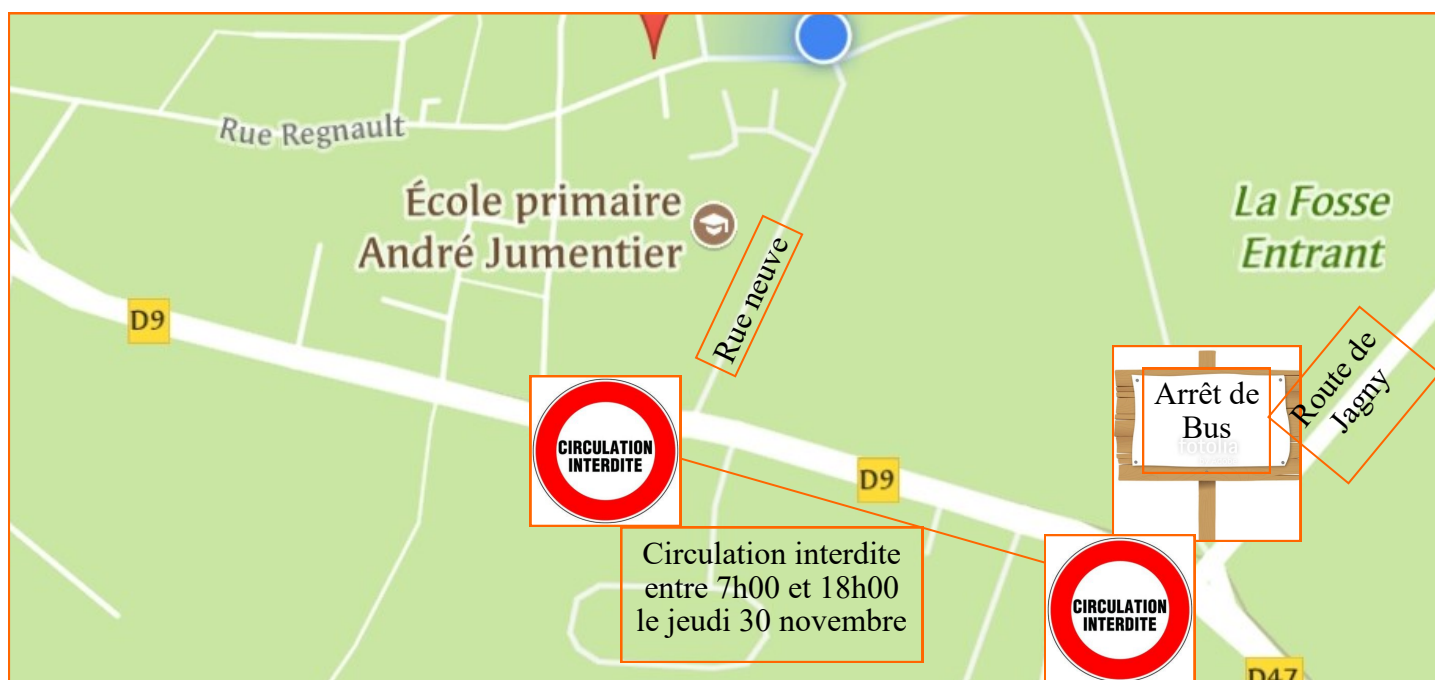 Rue Regnault
École primaire
André Jumentier
La Fosse
Entrant
Rue neuve
D9
Route de
Jagny
Arrêt de
Bus
fotolia
CIRCULATION
INTERDITE
D9
Circulation interdite
entre 7h00 et 18h00
le jeudi 30 novembre
CIRCULATION
INTERDITE
D47